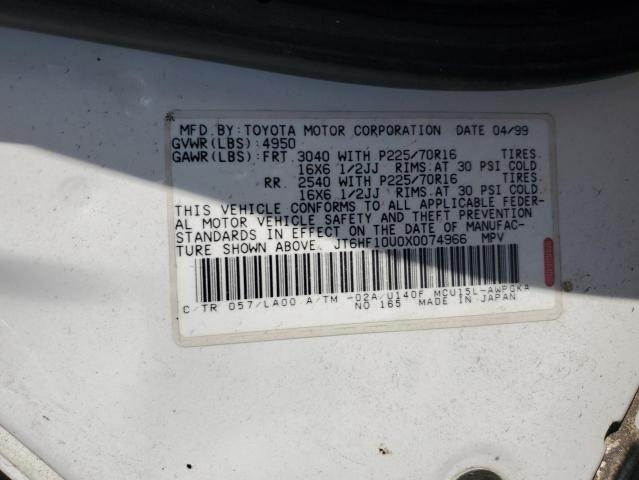 MFD. BY: TOYOTA MOTOR CORPORATION DATE 04/99
GVWR(LBS): 4950
GAWR(LBS): FRT. 3040 WITH P225/70R16 TIRES.
16X6 1/2JJ RIMS. AT 30 PSI COLD.
RR. 2540 WITH P225/70R16 TIRES.
16X6 1/2JJ RIMS. AT 30 PSI COLD.
THIS VEHICLE CONFORMS TO ALL APPLICABLE FEDER-
AL MOTOR VEHICLE SAFETY AND THEFT PREVENTION
STANDARDS IN EFFECT ON THE DATE OF MANUFAC-
TURE SHOWN ABOVE. JT6HF10U0X0074966 MPV
C/TR 057/LA00 A/TM -02A/U140F MCU15L-AWPGKA
NO 165 MADE IN JAPAN